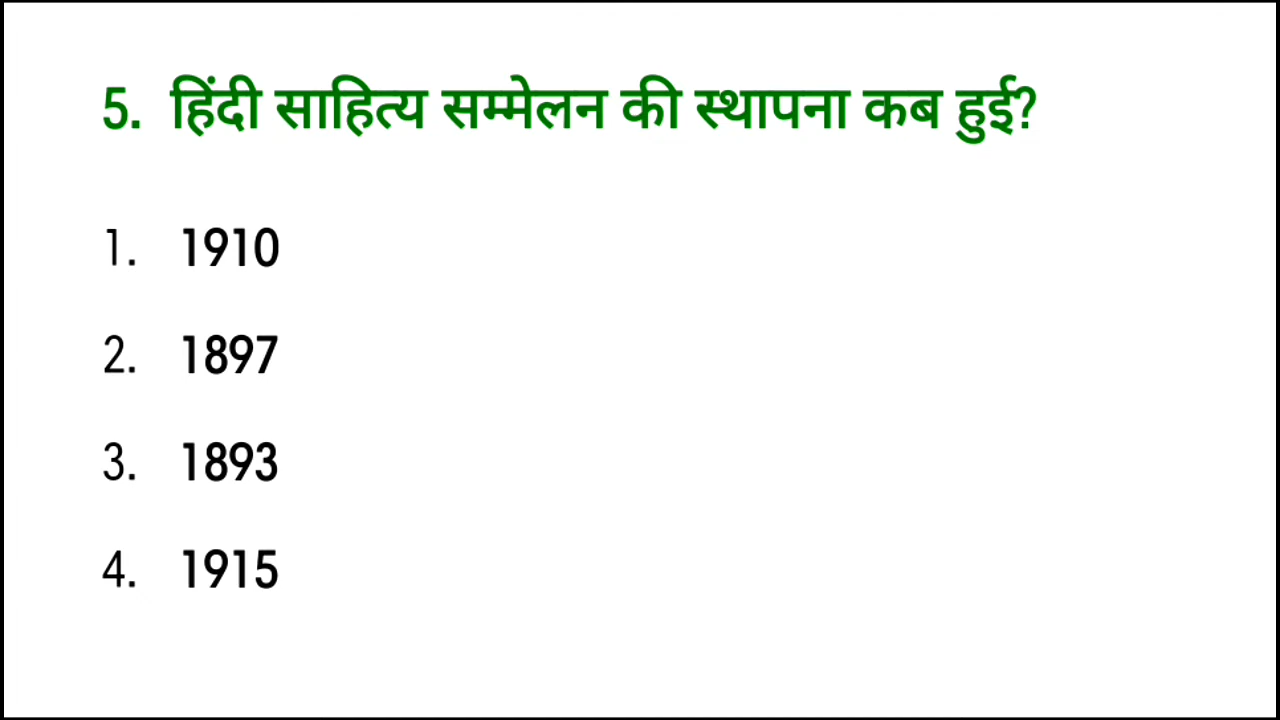 5. हिंदी साहित्य सम्मेलन की स्थापना कब हुई?
1. 1910
2. 1897
3. 1893
4. 1915